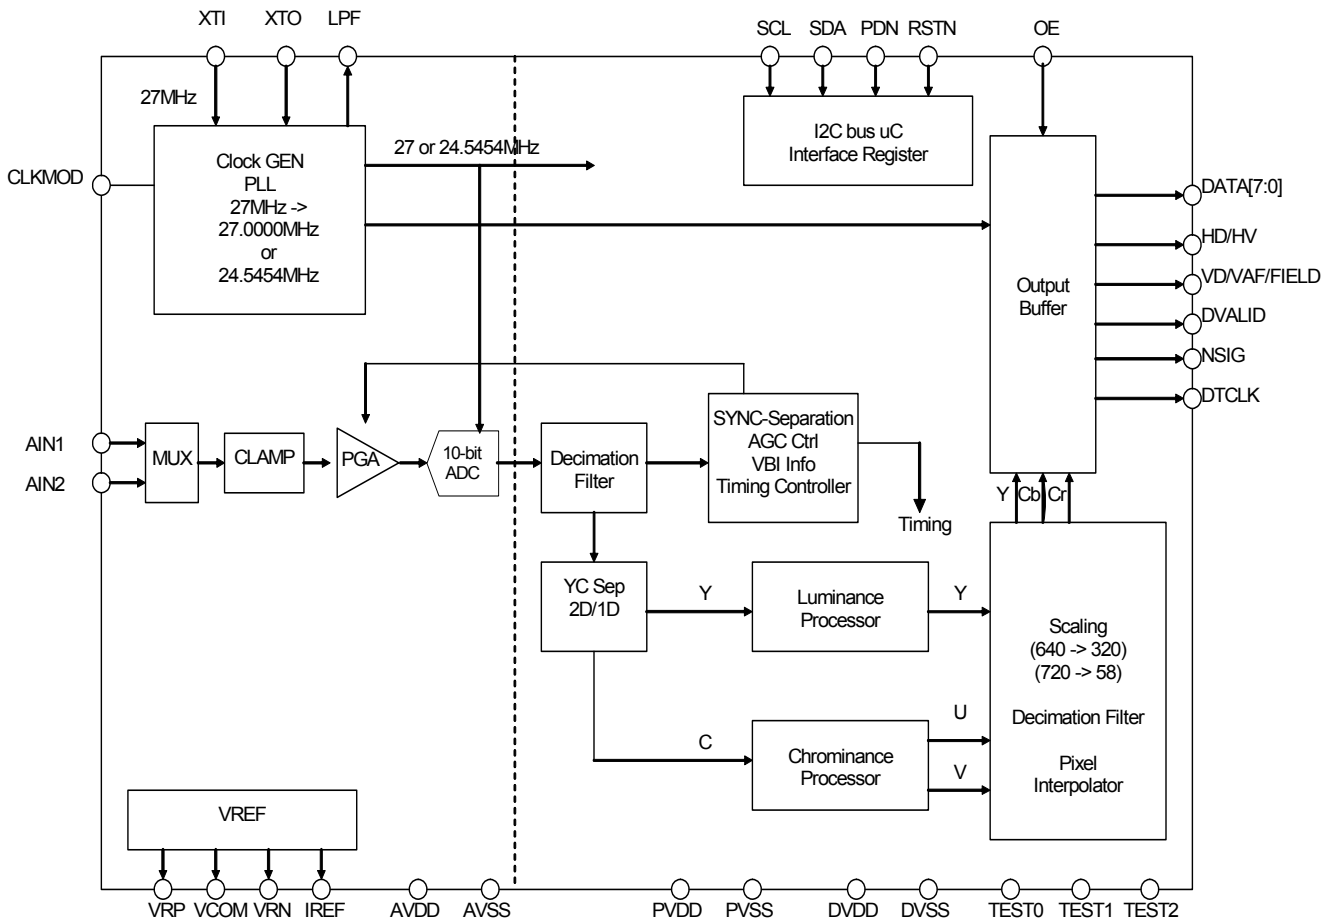 XTI
XTO
LPF
SCL
SDA
PDN
RSTN
OE
27MHz
Clock GEN
PLL
27MHz ->
27.0000MHz
or
24.5454MHz
27 or 24.5454MHz
I2C bus uC
Interface Register
CLKMOD
DATA[7:0]
HD/HV
VD/VAF/FIELD
DVALID
NSIG
DTCLK
Output
Buffer
AIN1
AIN2
MUX
CLAMP
PGA
10-bit
ADC
Decimation
Filter
SYNC-Separation
AGC Ctrl
VBI Info
Timing Controller
Timing
Y
Cb
Cr
YC Sep
2D/1D
Y
Luminance
Processor
Y
Scaling
(640 -> 320)
(720 -> 58)
Decimation Filter
Pixel
Interpolator
C
Chrominance
Processor
U
V
VREF
VRP
VCOM
VRN
IREF
AVDD
AVSS
PVDD
PVSS
DVDD
DVSS
TEST0
TEST1
TEST2